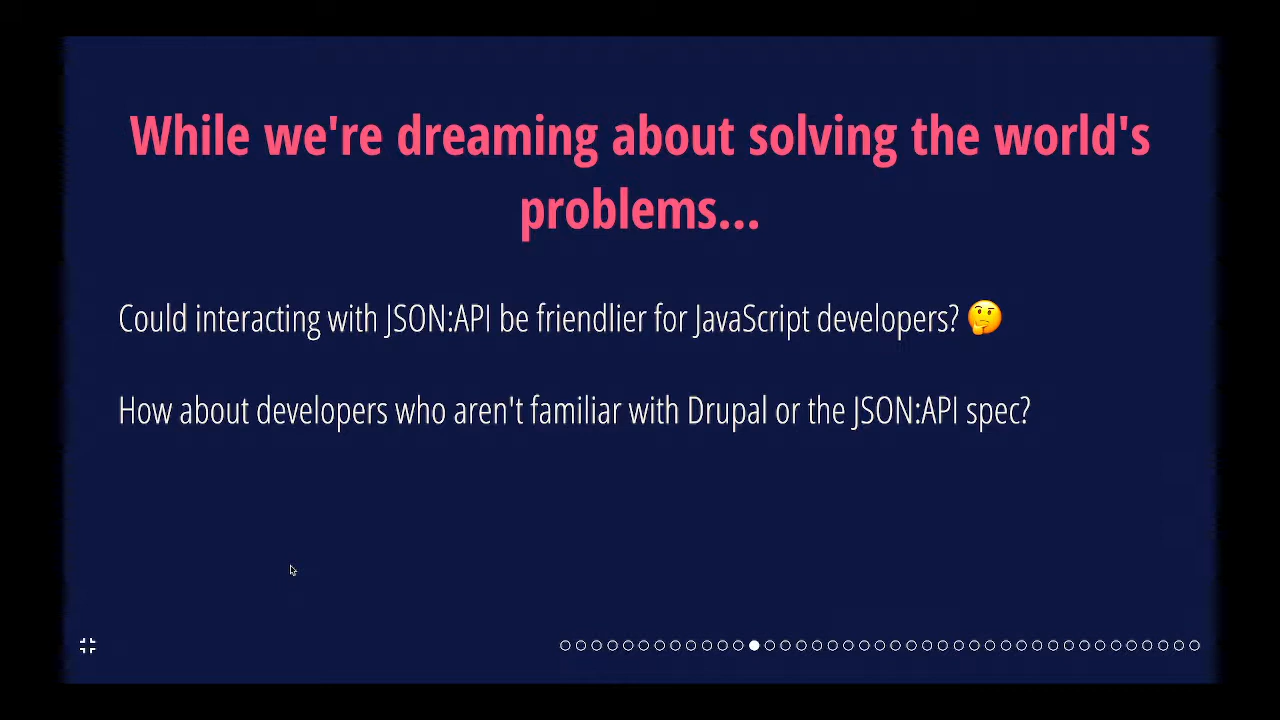 While we're dreaming about solving the world's
problems...
Could interacting with JSON:API be friendlier for JavaScript developers? 🤔
How about developers who aren't familiar with Drupal or the JSON:API spec?